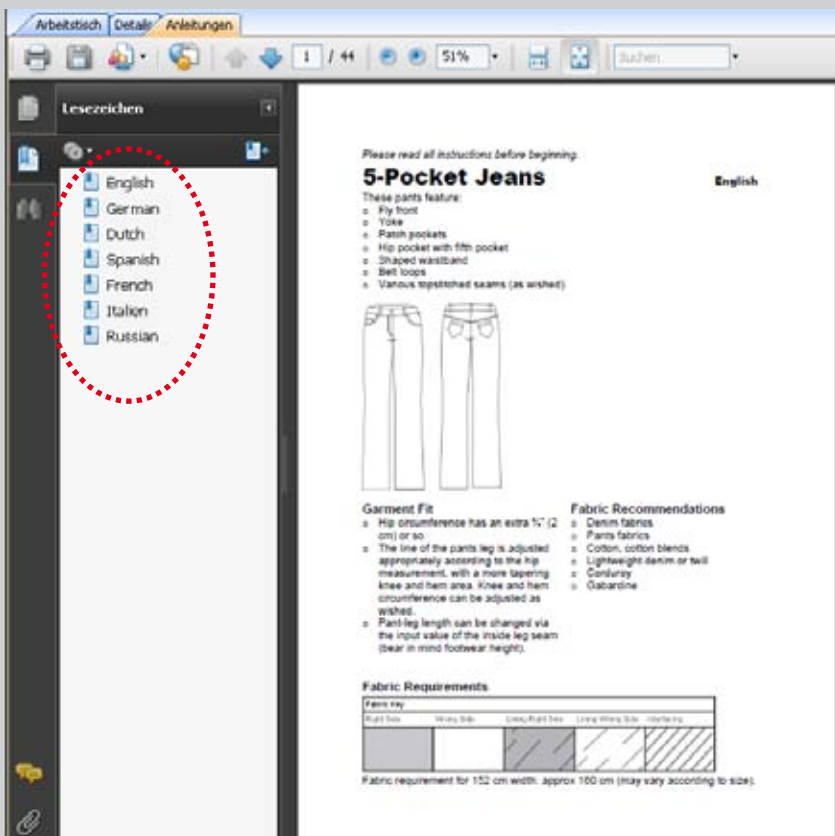 Arbeitstisch Details Anleitungen
1 / 44 51% Suchen
Lesezeichen
English
German
Dutch
Spanish
French
Italien
Russian
Please read all instructions before beginning.
5-Pocket Jeans English
These pants feature:
Fly front
Yoke
Patch pockets
Hip pocket with fifth pocket
Shaped waistband
Belt loops
Various topstitched seams (as wished)
Garment Fit
Hip circumference has an extra ¾" (2
cm) or so
The line of the pants leg is adjusted
appropriately according to the hip
measurement, with a more tapering
knee and hem area. Knee and hem
circumference can be adjusted as
wished.
Pant-leg length can be changed via
the input value of the inside leg seam
(bear in mind footwear height).
Fabric Recommendations
Denim fabrics
Pants fabrics
Cotton, cotton blends
Lightweight denim or twill
Corduroy
Gabardine
Fabric Requirements
Fabric Key
Right Side Wrong Side Lining Right Side Lining Wrong Side Interfacing
Fabric requirement for 152 cm width: approx 160 cm (may vary according to size).